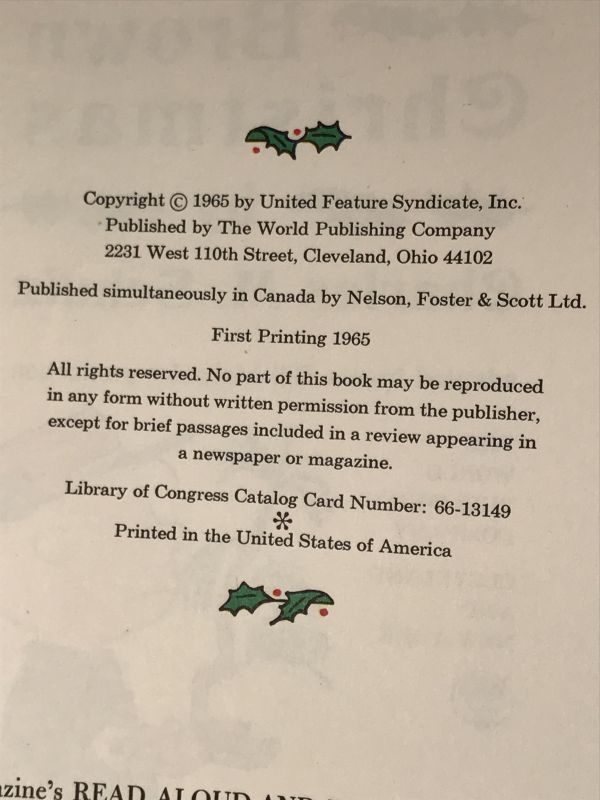 Copyright © 1965 by United Feature Syndicate, Inc.
Published by The World Publishing Company
2231 West 110th Street, Cleveland, Ohio 44102
Published simultaneously in Canada by Nelson, Foster & Scott Ltd.
First Printing 1965
All rights reserved. No part of this book may be reproduced
in any form without written permission from the publisher,
except for brief passages included in a review appearing in
a newspaper or magazine.
Library of Congress Catalog Card Number: 66-13149
*
Printed in the United States of America
READ ALOUD AND